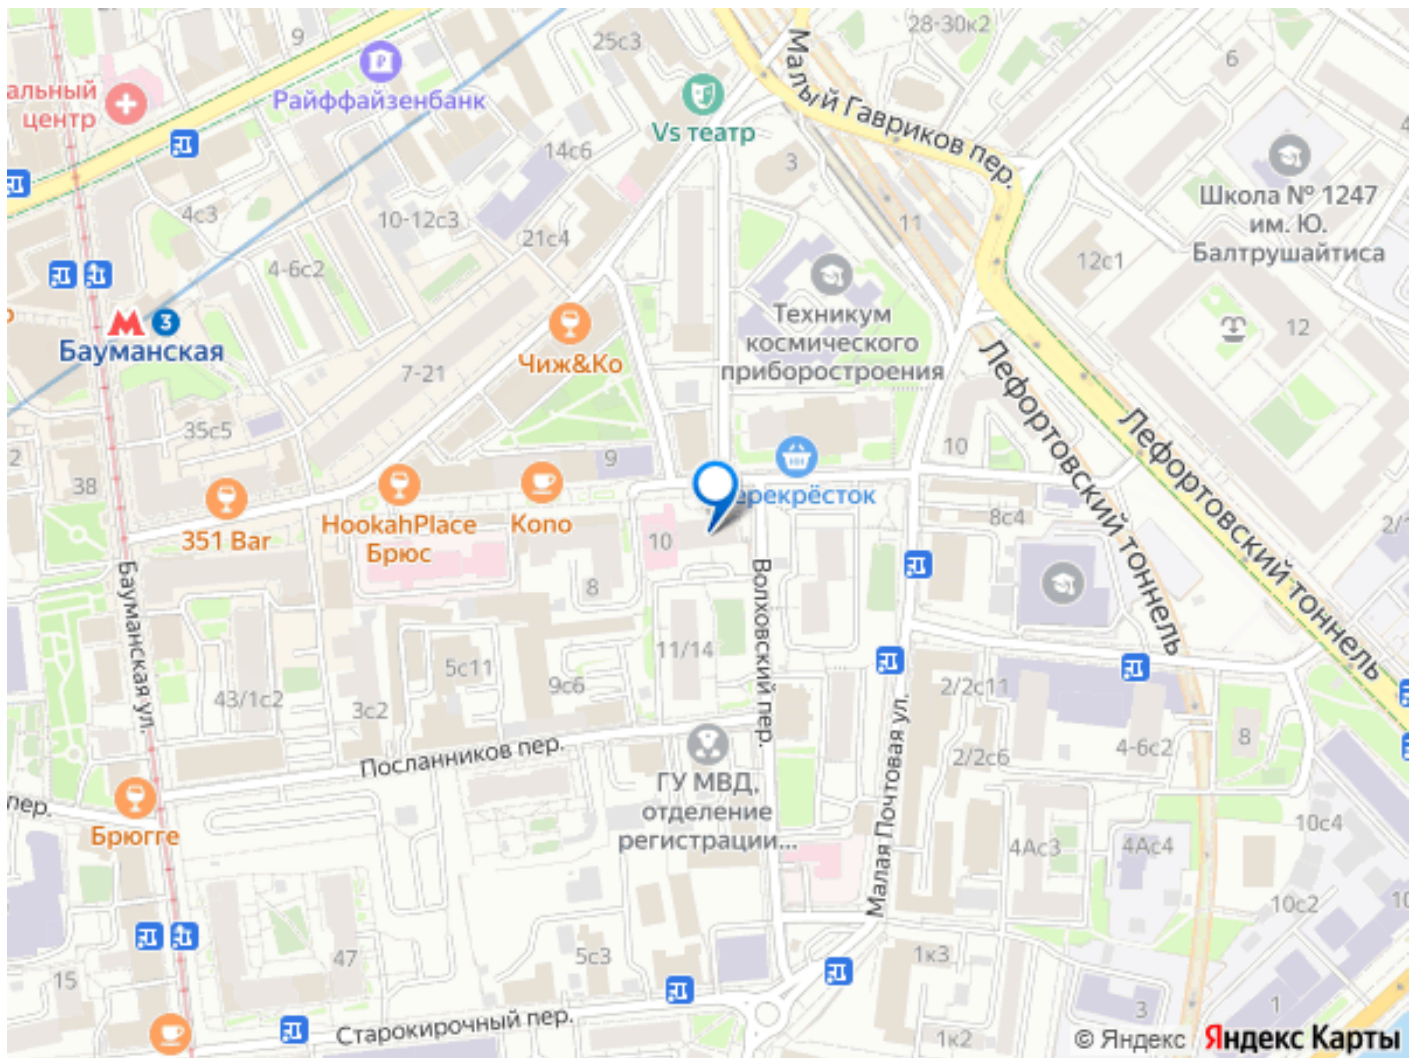 9
25с3
28-30к2
6
альный
центр
Райффайзенбанк
Vs театр
Малый Гавриков пер.
14с6
3
Школа № 1247
им. Ю.
Балтрушайтиса
4с3
10-12с3
21с4
11
12с1
4-6с2
12
М 3
Бауманская
Чиж&Ко
Техникум
космического
приборостроения
7-21
35с5
9
10
Лефортовский тоннель
Лефортовский тоннель
2
38
351 Bar
HookahPlace
Брюс
Копо
ерекрёсток
8с4
2/1
10
8
Бауманская ул.
Волховский пер.
11/14
5с11
9с6
43/1с2
3с2
2/2с11
4-6с2
8
2/2с6
Посланников пер.
Малая Почтовая ул.
ГУ МВД,
отделение
регистрации...
пер.
Брюгге
4Ас3
4Ас4
10с4
10с2
10
47
5с3
1к3
15
3
1
Старокирочный пер.
1к2
© Яндекс Яндекс Карты